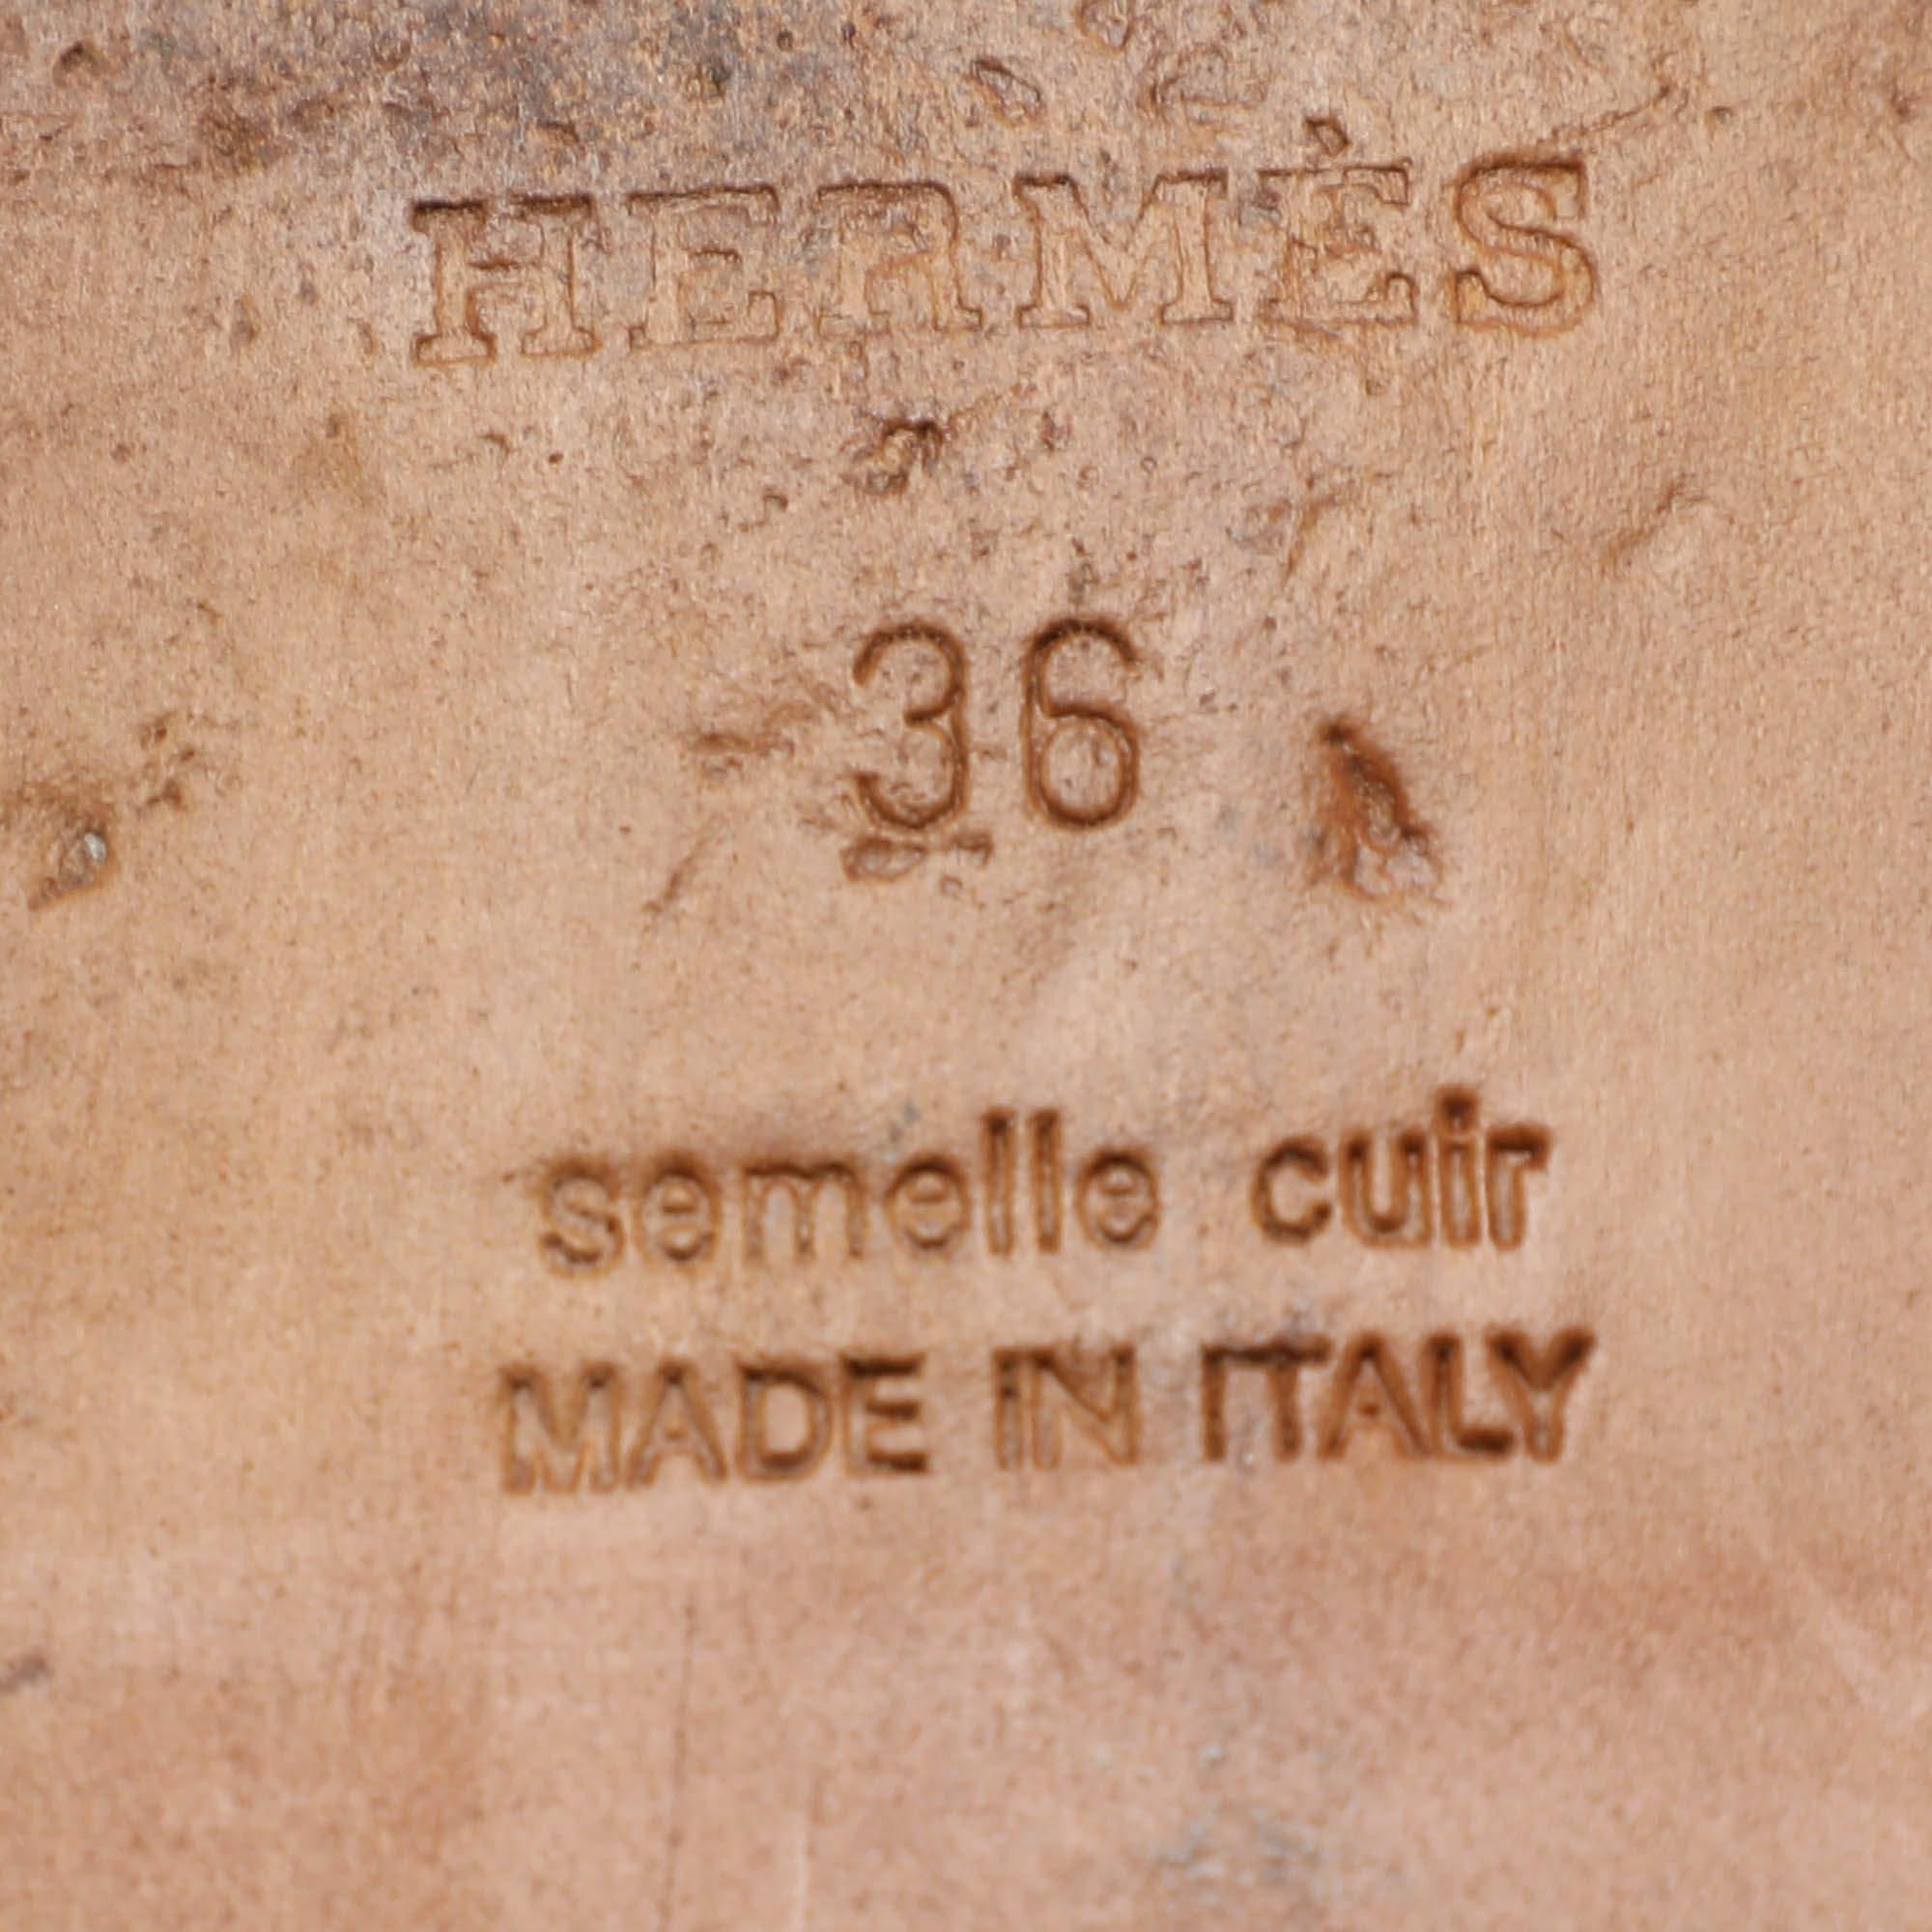 HERMÈS
36
semelle cuir
MADE IN ITALY